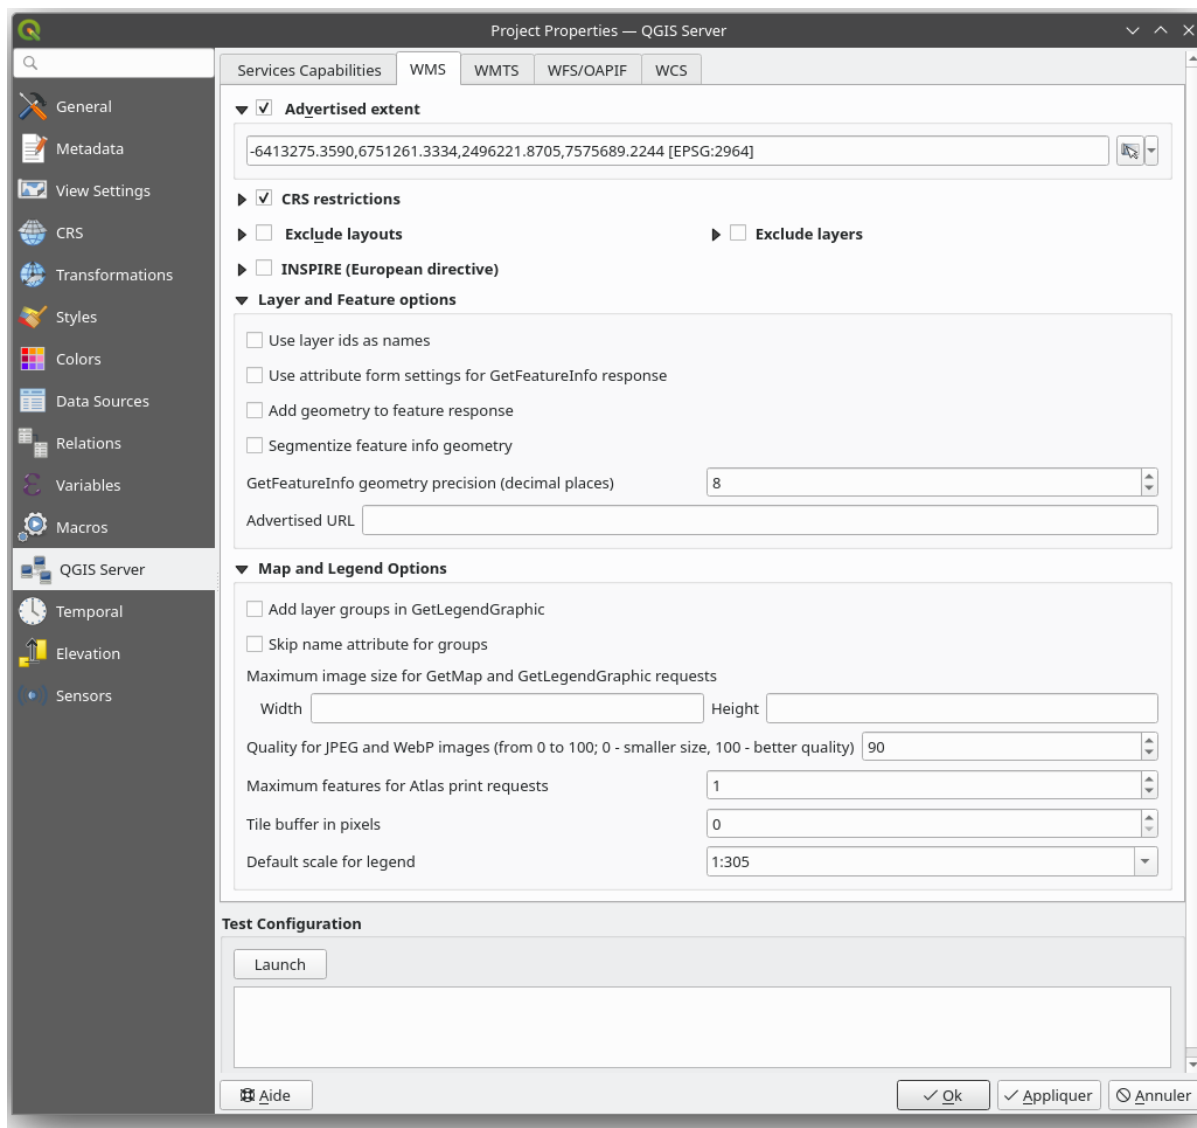 Project Properties — QGIS Server
General
Metadata
View Settings
CRS
Transformations
Styles
Colors
Data Sources
Relations
Variables
Macros
QGIS Server
Temporal
Elevation
Sensors
Services Capabilities WMS WMTS WFS/OAPIF WCS
Advertised extent
-6413275.3590,6751261.3334,2496221.8705,7575689.2244 [EPSG:2964]
CRS restrictions
Exclude layouts Exclude layers
INSPIRE (European directive)
Layer and Feature options
Use layer ids as names
Use attribute form settings for GetFeatureInfo response
Add geometry to feature response
Segmentize feature info geometry
GetFeatureInfo geometry precision (decimal places) 8
Advertised URL
Map and Legend Options
Add layer groups in GetLegendGraphic
Skip name attribute for groups
Maximum image size for GetMap and GetLegendGraphic requests
Width Height
Quality for JPEG and WebP images (from 0 to 100; 0 - smaller size, 100 - better quality) 90
Maximum features for Atlas print requests 1
Tile buffer in pixels 0
Default scale for legend 1:305
Test Configuration
Launch
Aide Ok Appliquer Annuler